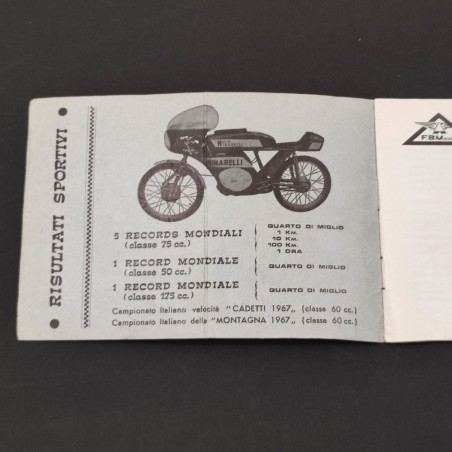 RISULTATI SPORTIVI
MINARELLI
5 RECORDS MONDIALI
(classe 75 cc.)
QUARTO DI MIGLIO
1 KM.
10 KM.
100 KM.
1 ORA
1 RECORD MONDIALE
(classe 50 cc.)
QUARTO DI MIGLIO
1 RECORD MONDIALE
(classe 175 cc.)
QUARTO DI MIGLIO
Campionato Italiano velocità "CADETTI 1967„ (classe 60 cc.)
Campionato Italiano della "MONTAGNA 1967„ (classe 60 cc.)
FBM